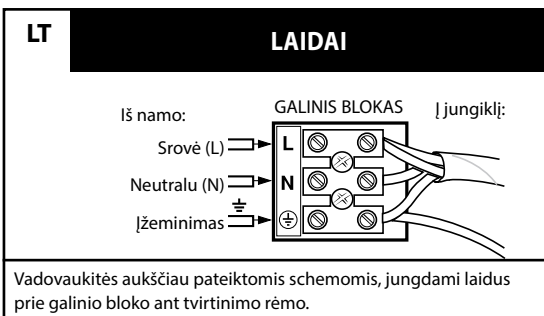 LT
LAIDAI
Iš namo:
GALINIS BLOKAS
Į jungiklį:
Srovė (L)
L
Neutralu (N)
N
Įžeminimas
Vadovaukitės aukščiau pateiktomis schemomis, jungdami laidus
prie galinio bloko ant tvirtinimo rėmo.